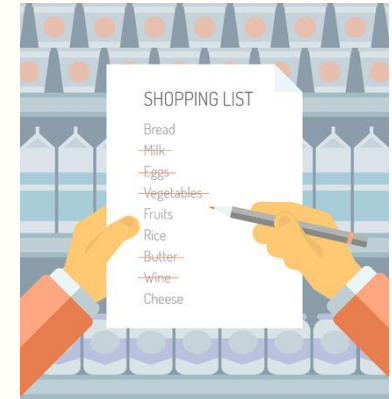 SHOPPING LIST
Bread
Milk
Eggs
Vegetables
Fruits
Rice
Butter
Wine
Cheese